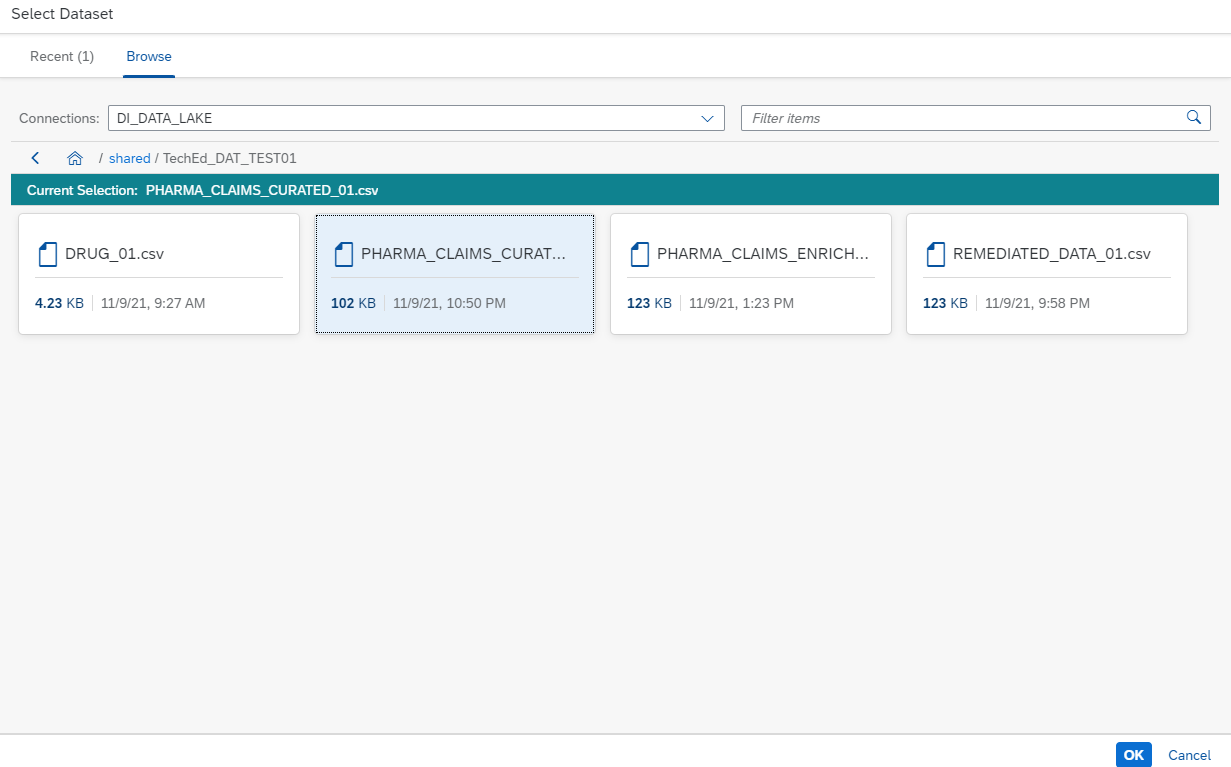 Select Dataset
Recent (1) Browse
Connections: DI_DATA_LAKE Filter items
/ shared / TechEd_DAT_TEST01
Current Selection: PHARMA_CLAIMS_CURATED_01.csv
DRUG_01.csv
4.23 KB 11/9/21, 9:27 AM
PHARMA_CLAIMS_CURAT...
102 KB 11/9/21, 10:50 PM
PHARMA_CLAIMS_ENRICH...
123 KB 11/9/21, 1:23 PM
REMEDIATED_DATA_01.csv
123 KB 11/9/21, 9:58 PM
OK Cancel